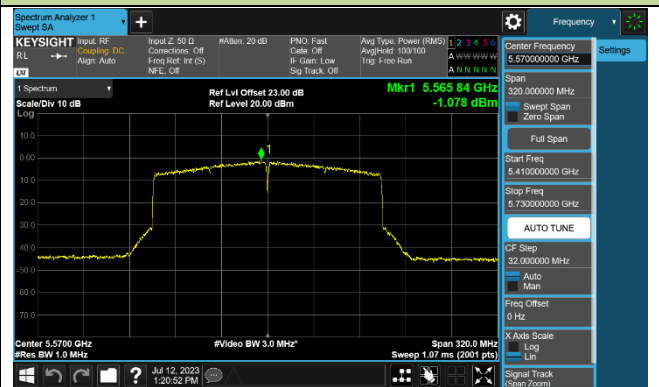 Spectrum Analyzer 1
Swept SA
+
Frequency
KEYSIGHT
RL
LXI
Input: RF
Coupling: DC
Align: Auto
Input Z: 50 Ω
Corrections: Off
Freq Ref: Int (S)
NFE: Off
#Atten: 20 dB
PNO: Fast
Gate: Off
IF Gain: Low
Sig Track: Off
Avg Type: Power (RMS)
Avg|Hold: 100/100
Trig: Free Run
1 2 3 4 5 6
A W W W W W
A N N N N N
1 Spectrum
Scale/Div 10 dB
Log
Ref Lvl Offset 23.00 dB
Ref Level 20.00 dBm
Mkr1 5.565 84 GHz
-1.078 dBm
10.0
0.00
-10.0
-20.0
-30.0
-40.0
-50.0
-60.0
-70.0
1
Center 5.5700 GHz
#Res BW 1.0 MHz
#Video BW 3.0 MHz*
Span 320.0 MHz
Sweep 1.07 ms (2001 pts)
Jul 12, 2023
1:20:52 PM
?
Center Frequency
5.570000000 GHz
Settings
Span
320.000000 MHz
Swept Span
Zero Span
Full Span
Start Freq
5.410000000 GHz
Stop Freq
5.730000000 GHz
AUTO TUNE
CF Step
32.000000 MHz
Auto
Man
Freq Offset
0 Hz
X Axis Scale
Log
Lin
Signal Track
(Span Zoom)